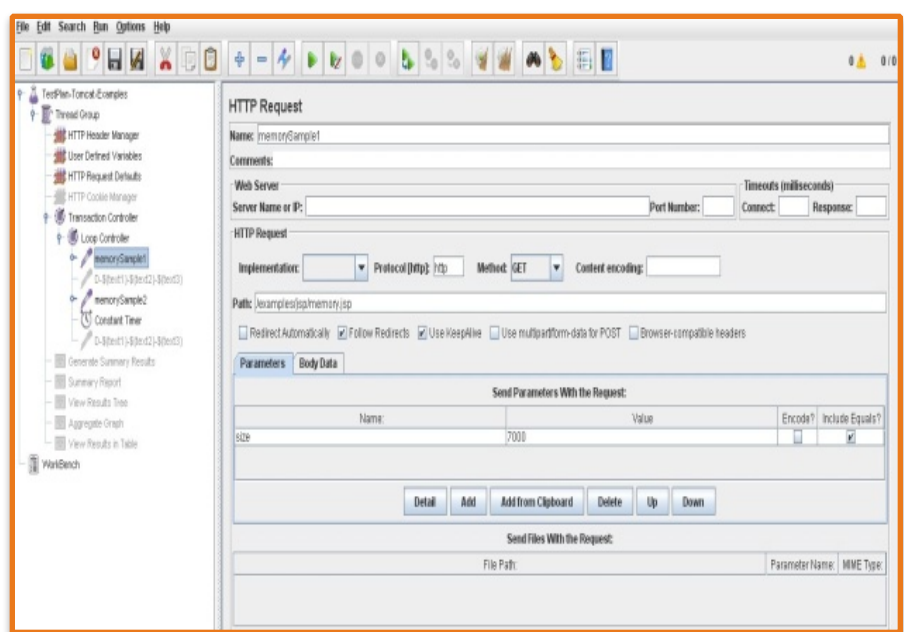 File Edit Search Run Options Help
0 0/0
TestPlan-Tomcat-Examples
Thread Group
HTTP Header Manager
User Defined Variables
HTTP Request Defaults
HTTP Cookie Manager
Transaction Controller
Loop Controller
memorySample1
D-${text1}-${text2}-${text3}
memorySample2
Constant Timer
D-${text1}-${text2}-${text3}
Generate Summary Results
Summary Report
View Results Tree
Aggregate Graph
View Results in Table
WorkBench
HTTP Request
Name: memorySample1
Comments:
Web Server
Timeouts (milliseconds)
Server Name or IP: Port Number: Connect: Response:
HTTP Request
Implementation: Protocol [http]: http Method: GET Content encoding:
Path: /examples/jsp/memory.jsp
Redirect Automatically Follow Redirects Use KeepAlive Use multipart/form-data for POST Browser-compatible headers
Parameters Body Data
Send Parameters With the Request:
Name: Value Encode? Include Equals?
size 7000
Detail Add Add from Clipboard Delete Up Down
Send Files With the Request:
File Path: Parameter Name: MIME Type: